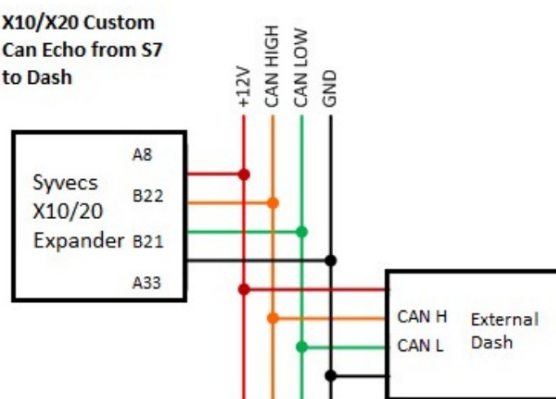 X10/X20 Custom
Can Echo from S7
to Dash
+12V
CAN HIGH
CAN LOW
GND
Syvecs
X10/20
Expander
A8
B22
B21
A33
CAN H
CAN L
External
Dash